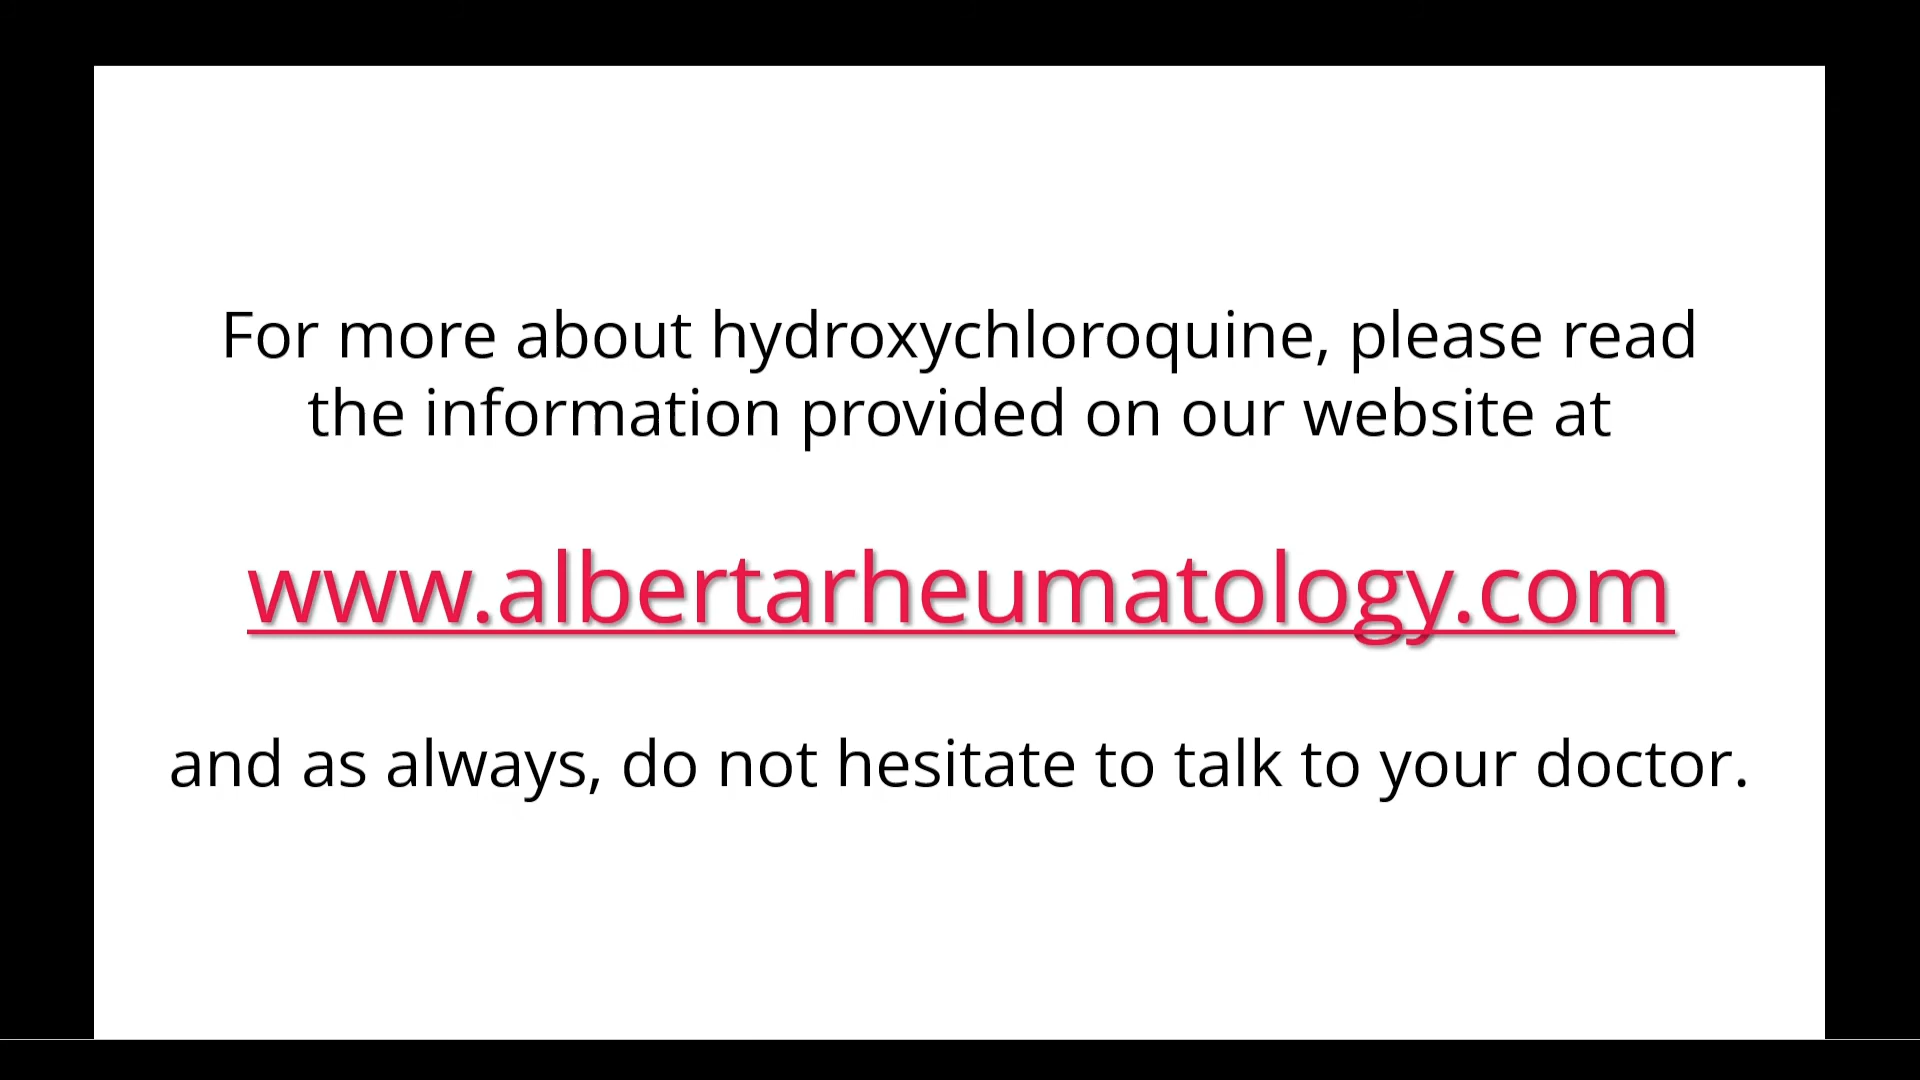 For more about hydroxychloroquine, please read
the information provided on our website at
www.albertarheumatology.com
and as always, do not hesitate to talk to your doctor.